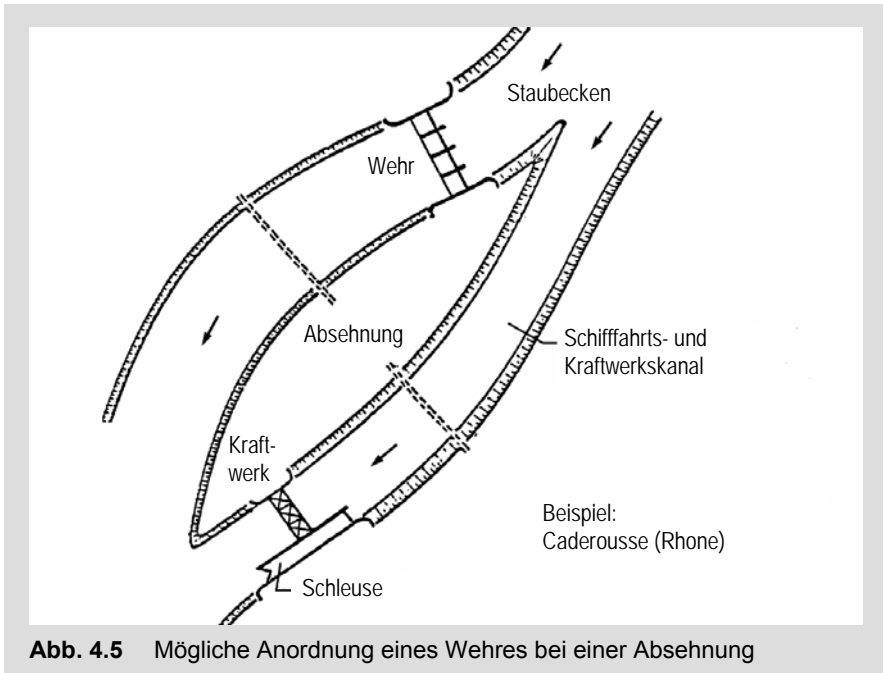 Staubecken
Wehr
Absehnung
Schifffahrts- und
Kraftwerkskanal
Kraft-
werk
Beispiel:
Caderousse (Rhone)
Schleuse
Abb. 4.5 Mögliche Anordnung eines Wehres bei einer Absehnung